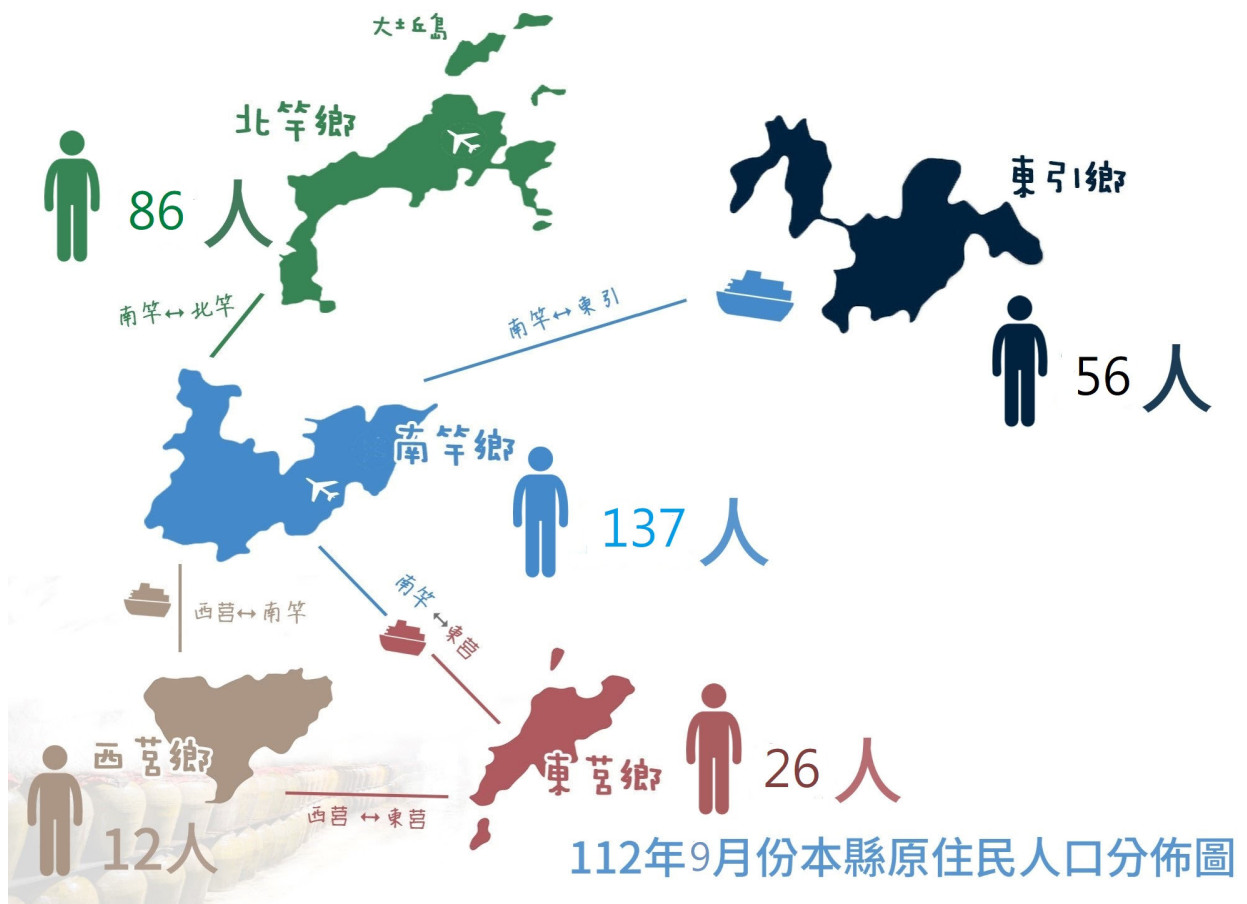 大土丘島
北竿鄉
86 人
東引鄉
56 人
南竿↔北竿
南竿↔東引
南竿鄉
137 人
西莒↔南竿
南竿↔東莒
西莒鄉
12人
東莒鄉
26 人
西莒↔東莒
112年9月份本縣原住民人口分佈圖